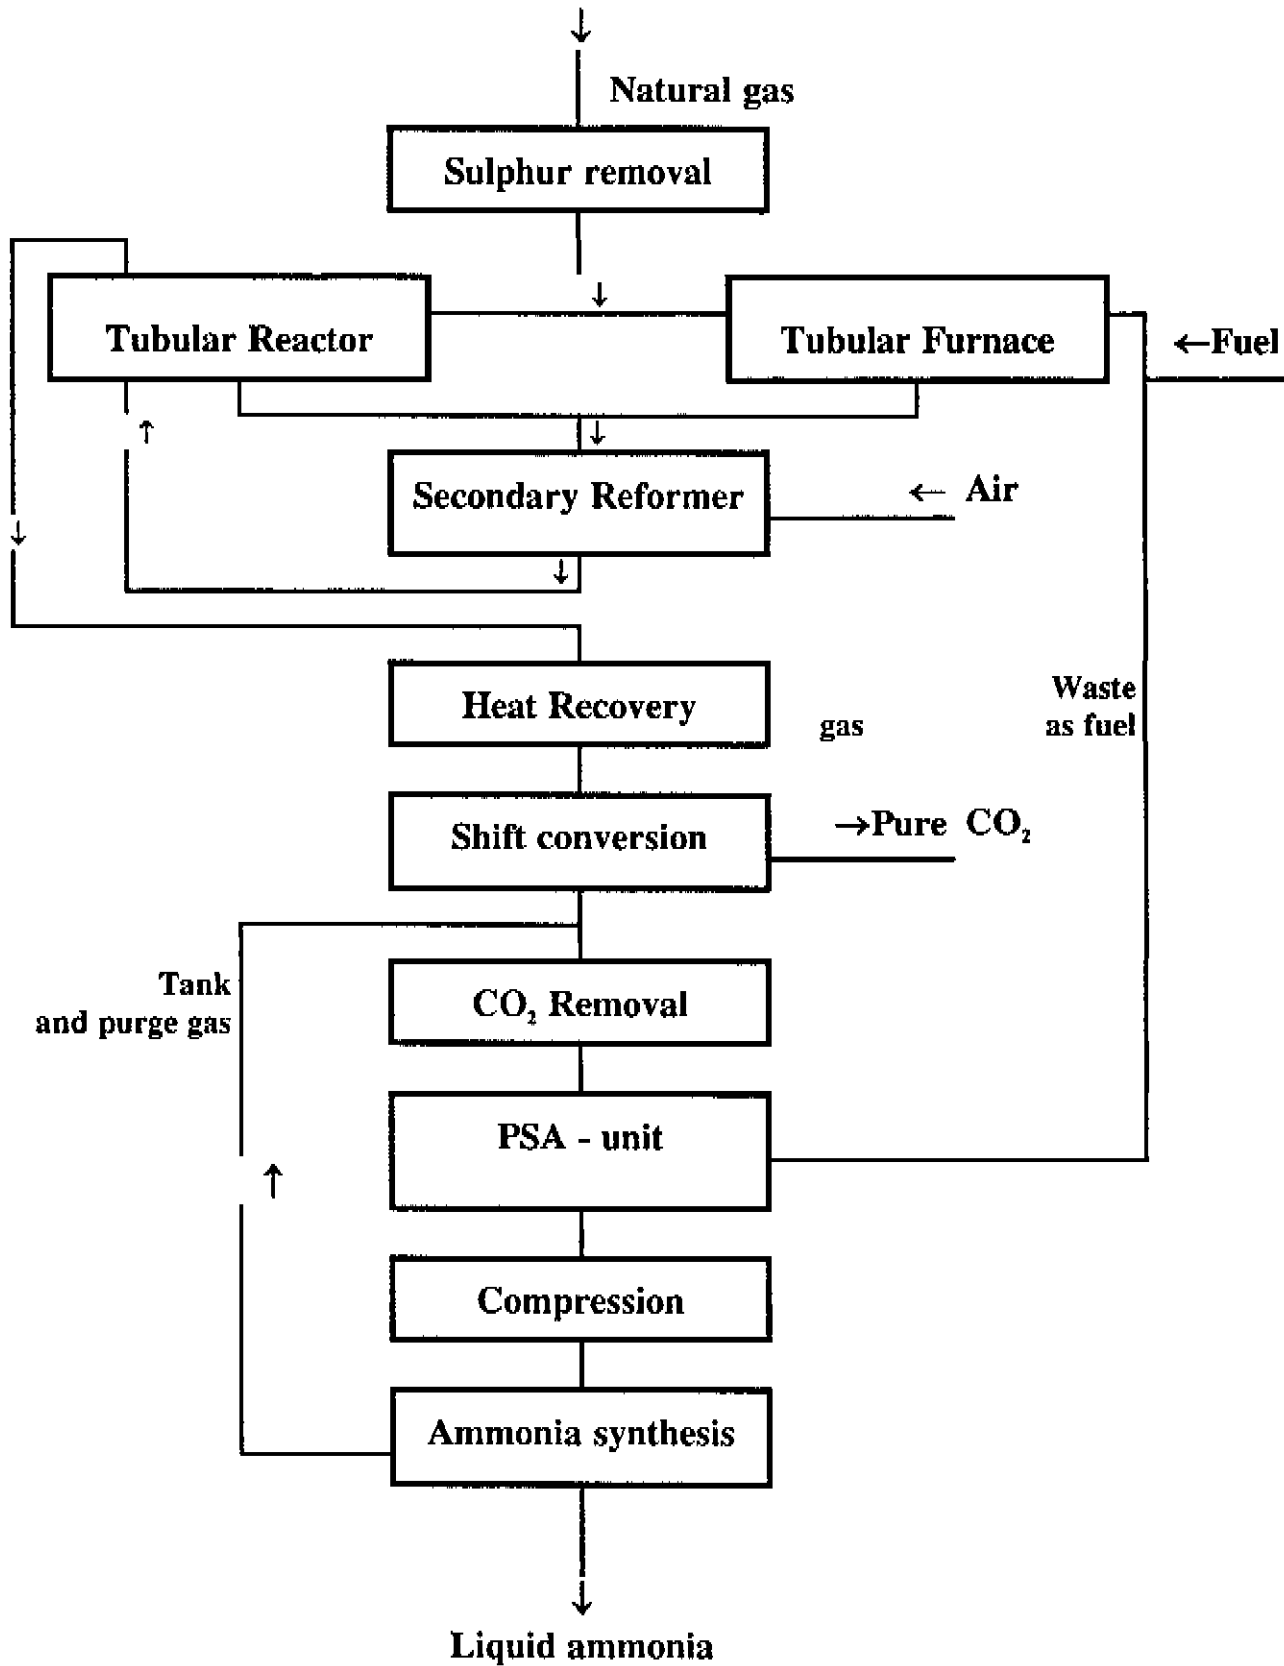 ↓
Natural gas
Sulphur removal
↓
Tubular Reactor
Tubular Furnace
←Fuel
↑
↓
Secondary Reformer
← Air
↓
↓
Heat Recovery
gas
Waste
as fuel
Shift conversion
→Pure CO₂
Tank
and purge gas
CO₂ Removal
PSA - unit
↑
Compression
Ammonia synthesis
↓
Liquid ammonia